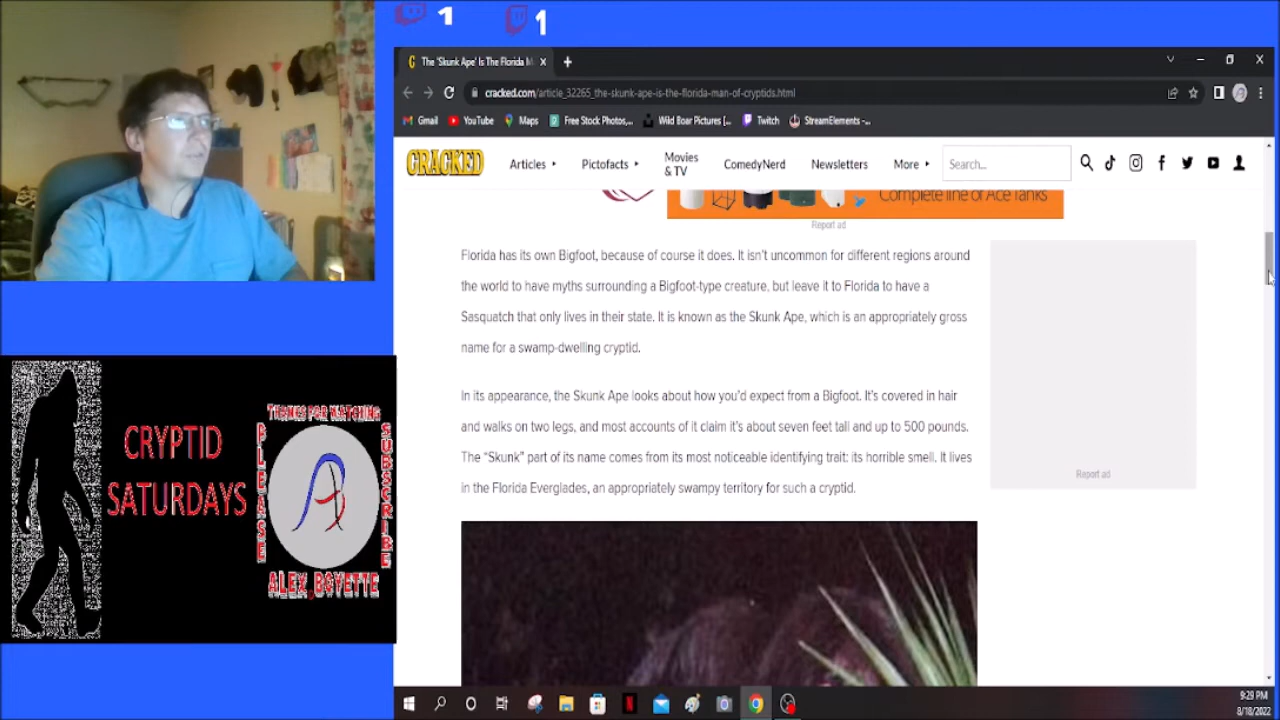 1
1
The 'Skunk Ape' Is The Florida M
cracked.com/article_32265_the-skunk-ape-is-the-florida-man-of-cryptids.html
Gmail YouTube Maps Free Stock Photos,... Wild Boar Pictures [... Twitch StreamElements -...
CRACKED Articles Pictofacts Movies & TV ComedyNerd Newsletters More Search...
Complete line of Ace Tanks
Report ad
Florida has its own Bigfoot, because of course it does. It isn't uncommon for different regions around
the world to have myths surrounding a Bigfoot-type creature, but leave it to Florida to have a
Sasquatch that only lives in their state. It is known as the Skunk Ape, which is an appropriately gross
name for a swamp-dwelling cryptid.
In its appearance, the Skunk Ape looks about how you'd expect from a Bigfoot. It's covered in hair
and walks on two legs, and most accounts of it claim it's about seven feet tall and up to 500 pounds.
The "Skunk" part of its name comes from its most noticeable identifying trait: its horrible smell. It lives
in the Florida Everglades, an appropriately swampy territory for such a cryptid.
Report ad
CRYPTID
SATURDAYS
THANKS FOR WATCHING
PLEASE
SUBSCRIBE
ALEX.BOYETTE
9:29 PM
8/18/2022